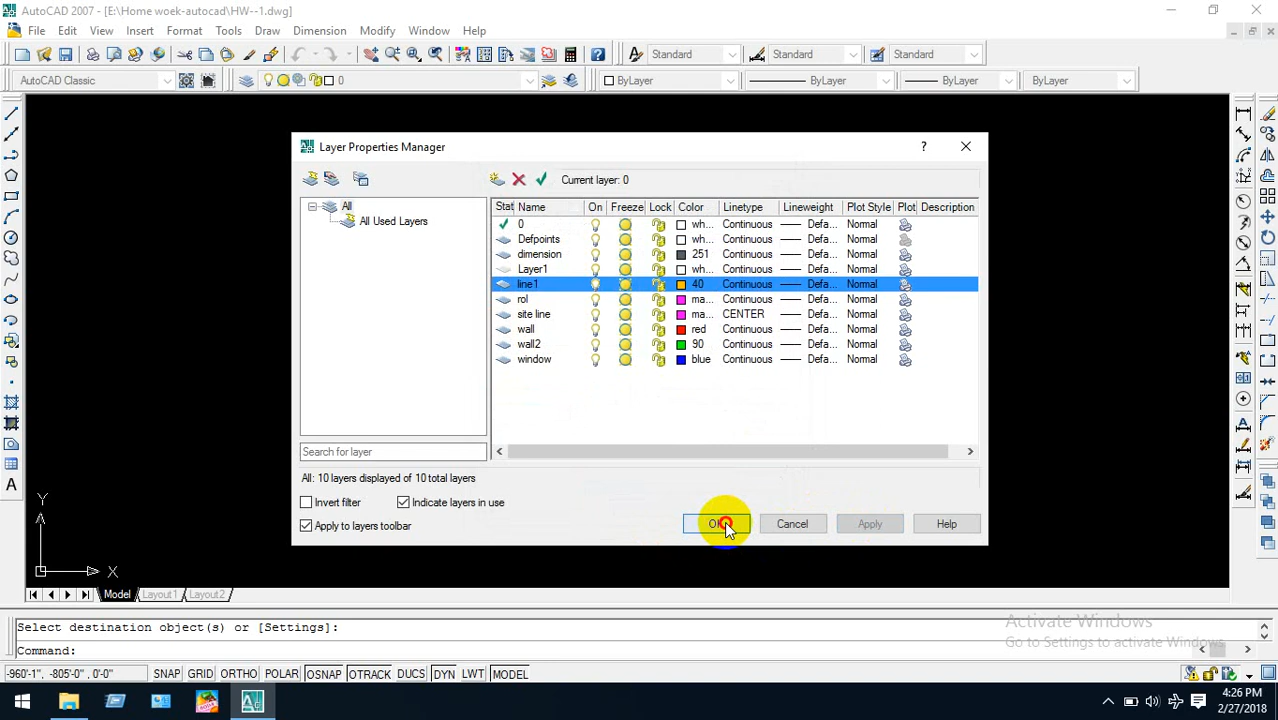 AutoCAD 2007 - [E:\Home woek-autocad\HW--1.dwg]
File Edit View Insert Format Tools Draw Dimension Modify Window Help
Standard Standard Standard
AutoCAD Classic 0 ByLayer ByLayer ByLayer ByLayer
Layer Properties Manager
Current layer: 0
All
All Used Layers
Stat Name On Freeze Lock Color Linetype Lineweight Plot Style Plot Description
0 wh... Continuous Defa... Normal
Defpoints wh... Continuous Defa... Normal
dimension 251 Continuous Defa... Normal
Layer1 wh... Continuous Defa... Normal
line1 40 Continuous Defa... Normal
rol ma... Continuous Defa... Normal
site line ma... CENTER Defa... Normal
wall red Continuous Defa... Normal
wall2 90 Continuous Defa... Normal
window blue Continuous Defa... Normal
Search for layer
All: 10 layers displayed of 10 total layers
Invert filter Indicate layers in use
Apply to layers toolbar
OK Cancel Apply Help
Y
X
Model Layout1 Layout2
Select destination object(s) or [Settings]:
Command:
Activate Windows
Go to Settings to activate Windows.
-960'-1", -805'-0" , 0'-0" SNAP GRID ORTHO POLAR OSNAP OTRACK DUCS DYN LWT MODEL
4:26 PM
2/27/2018